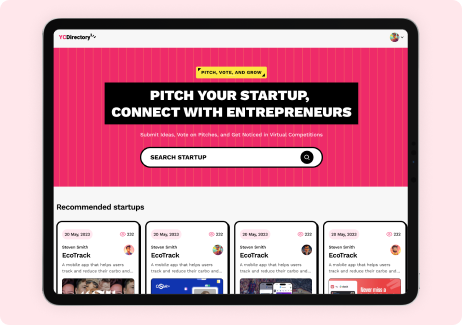 YCDirectory
PITCH, VOTE, AND GROW
PITCH YOUR STARTUP,
CONNECT WITH ENTREPRENEURS
Submit Ideas, Vote on Pitches, and Get Noticed in Virtual Competitions
SEARCH STARTUP
Recommended startups
20 May, 2023 232
Steven Smith
EcoTrack
A mobile app that helps users
track and reduce their carbo and...
20 May, 2023 232
Steven Smith
EcoTrack
A mobile app that helps users
track and reduce their carbo and...
20 May, 2023 232
Steven Smith
EcoTrack
A mobile app that helps users
track and reduce their carbo and...
20 May, 2023 232
Steven Smith
EcoTrack
A mobile app that helps users
track and reduce their carbo and...
Never miss a